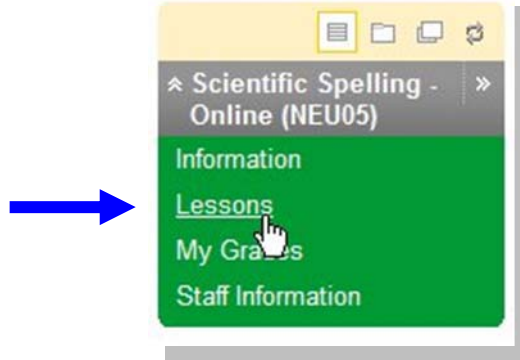 Scientific Spelling -
Online (NEU05)
Information
Lessons
My Grades
Staff Information